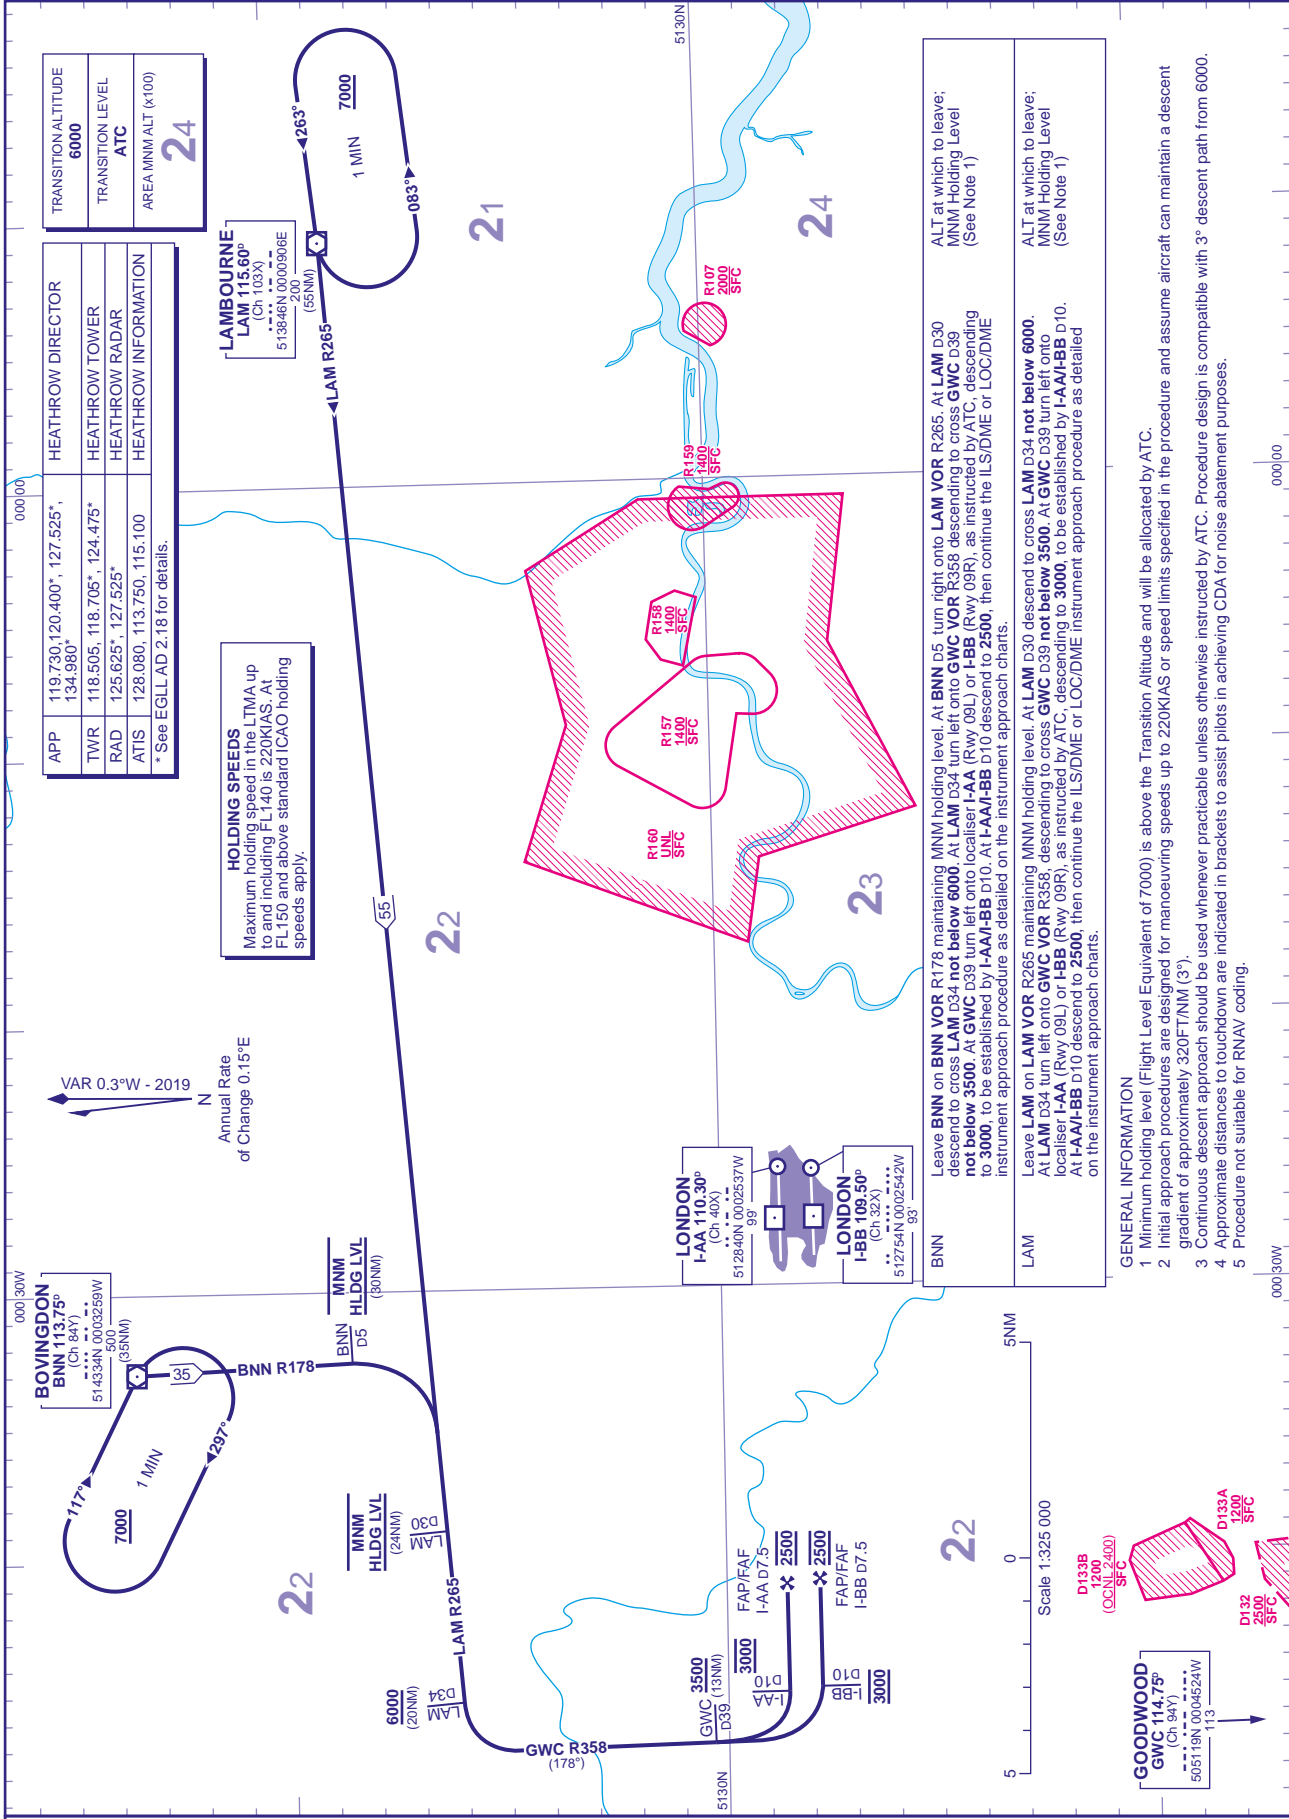 BOVINGDON
BNN 113.75ᴰ
(Ch 84Y)
514334N 0003259W
500
(35NM)
117°
1 MIN
7000
297°
35
BNN R178
MNM
HLDG LVL
(30NM)
BNN
D5
VAR 0.3°W - 2019
N
Annual Rate
of Change 0.15°E
HOLDING SPEEDS
Maximum holding speed in the LTMA up
to and including FL140 is 220KIAS. At
FL150 and above standard ICAO holding
speeds apply.
APP
119.730,120.400*, 127.525*,
134.980*
HEATHROW DIRECTOR
TWR
118.505, 118.705*, 124.475*
HEATHROW TOWER
RAD
125.625*, 127.525*
HEATHROW RADAR
ATIS
128.080, 113.750, 115.100
HEATHROW INFORMATION
* See EGLL AD 2.18 for details.
TRANSITION ALTITUDE
6000
TRANSITION LEVEL
ATC
AREA MNM ALT (x100)
24
LAMBOURNE
LAM 115.60ᴰ
(Ch 103X)
513846N 0000906E
200
(55NM)
263°
7000
1 MIN
083°
LAM R265
55
MNM
HLDG LVL
(24NM)
LAM
D30
LAM R265
6000
(20NM)
LAM
D34
22
22
21
GWC R358
(178°)
GWC
D39
3500
(13NM)
3000
I-AA
D10
FAP/FAF
I-AA D7.5
2500
2500
FAP/FAF
I-BB D7.5
I-BB
D10
3000
LONDON
I-AA 110.30ᴰ
(Ch 40X)
512840N 0002537W
99'
LONDON
I-BB 109.50ᴰ
(Ch 32X)
512754N 0002542W
93'
R160
UNL
SFC
R157
1400
SFC
R158
1400
SFC
R159
1400
SFC
R107
2000
SFC
23
24
22
000 30W
000 00
5130N
5130N
000 30W
000 00
5
0
5NM
Scale 1:325 000
D133B
1200
(OCNL 2400)
SFC
D133A
1200
SFC
D132
2500
SFC
GOODWOOD
GWC 114.75ᴰ
(Ch 94Y)
505119N 0004524W
113
BNN
Leave BNN on BNN VOR R178 maintaining MNM holding level. At BNN D5 turn right onto LAM VOR R265. At LAM D30
descend to cross LAM D34 not below 6000. At LAM D34 turn left onto GWC VOR R358 descending to cross GWC D39
not below 3500. At GWC D39 turn left onto localiser I-AA (Rwy 09L) or I-BB (Rwy 09R), as instructed by ATC, descending
to 3000, to be established by I-AA/I-BB D10. At I-AA/I-BB D10 descend to 2500, then continue the ILS/DME or LOC/DME
instrument approach procedure as detailed on the instrument approach charts.
ALT at which to leave;
MNM Holding Level
(See Note 1)
LAM
Leave LAM on LAM VOR R265 maintaining MNM holding level. At LAM D30 descend to cross LAM D34 not below 6000.
At LAM D34 turn left onto GWC VOR R358, descending to cross GWC D39 not below 3500. At GWC D39 turn left onto
localiser I-AA (Rwy 09L) or I-BB (Rwy 09R), as instructed by ATC, descending to 3000, to be established by I-AA/I-BB D10.
At I-AA/I-BB D10 descend to 2500, then continue the ILS/DME or LOC/DME instrument approach procedure as detailed
on the instrument approach charts.
ALT at which to leave;
MNM Holding Level
(See Note 1)
GENERAL INFORMATION
1 Minimum holding level (Flight Level Equivalent of 7000) is above the Transition Altitude and will be allocated by ATC.
2 Initial approach procedures are designed for manoeuvring speeds up to 220KIAS or speed limits specified in the procedure and assume aircraft can maintain a descent
gradient of approximately 320FT/NM (3°).
3 Continuous descent approach should be used whenever practicable unless otherwise instructed by ATC. Procedure design is compatible with 3° descent path from 6000.
4 Approximate distances to touchdown are indicated in brackets to assist pilots in achieving CDA for noise abatement purposes.
5 Procedure not suitable for RNAV coding.